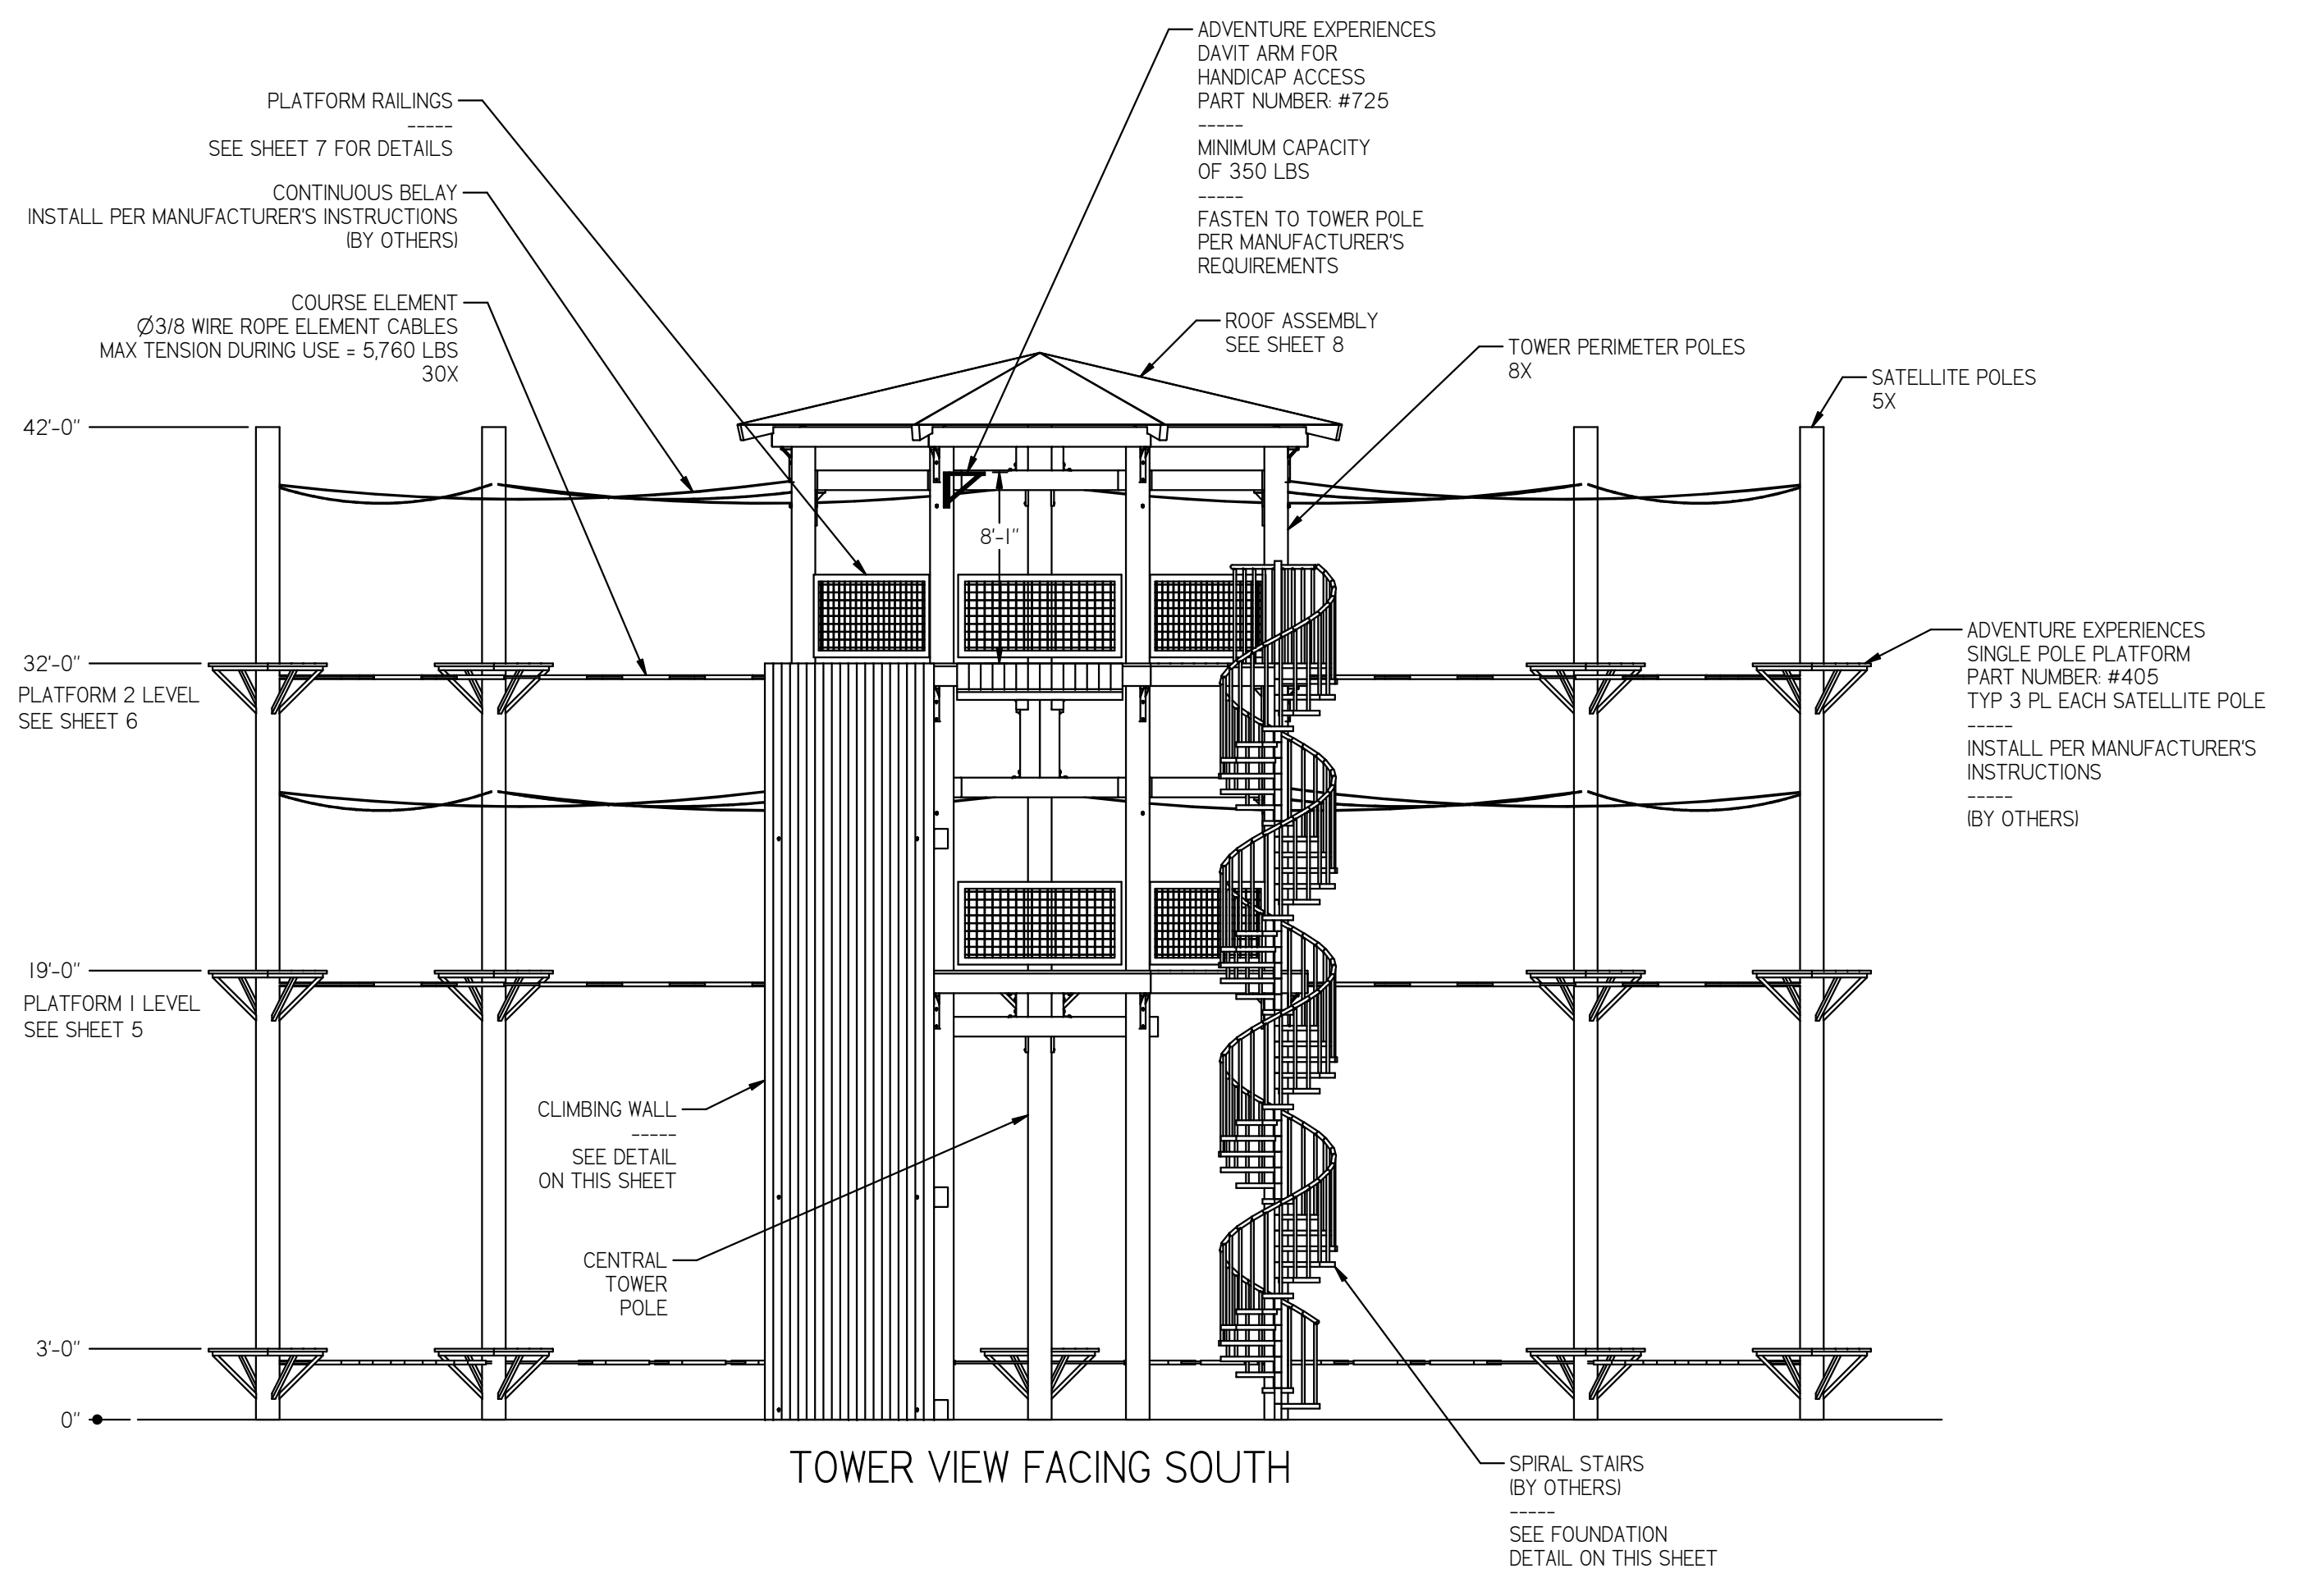 ADVENTURE EXPERIENCES
DAVIT ARM FOR
HANDICAP ACCESS
PART NUMBER: #725
-----
MINIMUM CAPACITY
OF 350 LBS
-----
FASTEN TO TOWER POLE
PER MANUFACTURER'S
REQUIREMENTS
PLATFORM RAILINGS
-----
SEE SHEET 7 FOR DETAILS
CONTINUOUS BELAY
INSTALL PER MANUFACTURER'S INSTRUCTIONS
(BY OTHERS)
COURSE ELEMENT
Ø3/8 WIRE ROPE ELEMENT CABLES
MAX TENSION DURING USE = 5,760 LBS
30X
ROOF ASSEMBLY
SEE SHEET 8
TOWER PERIMETER POLES
8X
SATELLITE POLES
5X
42'-0"
8'-1"
ADVENTURE EXPERIENCES
SINGLE POLE PLATFORM
PART NUMBER: #405
TYP 3 PL EACH SATELLITE POLE
-----
INSTALL PER MANUFACTURER'S
INSTRUCTIONS
-----
(BY OTHERS)
32'-0"
PLATFORM 2 LEVEL
SEE SHEET 6
19'-0"
PLATFORM 1 LEVEL
SEE SHEET 5
CLIMBING WALL
-----
SEE DETAIL
ON THIS SHEET
CENTRAL
TOWER
POLE
3'-0"
0"
TOWER VIEW FACING SOUTH
SPIRAL STAIRS
(BY OTHERS)
-----
SEE FOUNDATION
DETAIL ON THIS SHEET